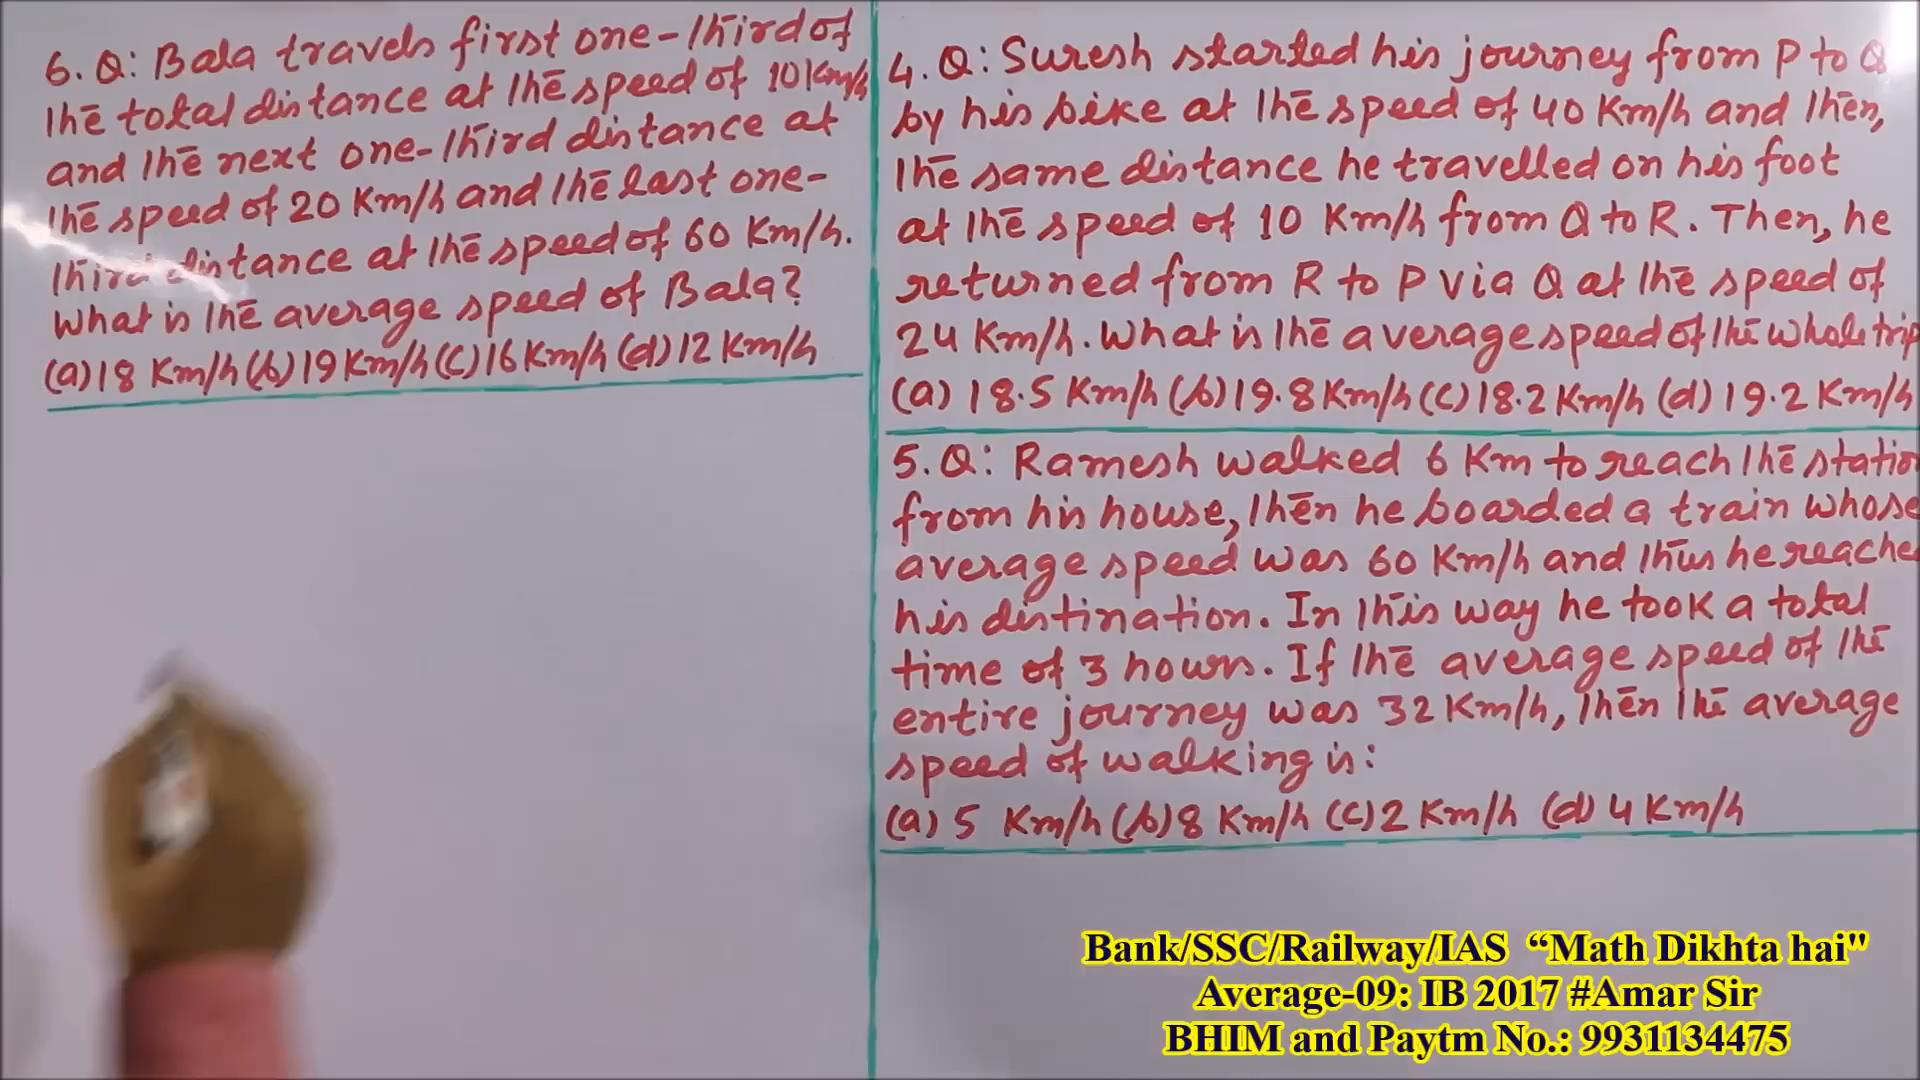 6. Q: Bala travels first one-third of
the total distance at the speed of 10 Km/h
and the next one-third distance at
the speed of 20 Km/h and the last one-
third distance at the speed of 60 Km/h.
What is the average speed of Bala?
(a) 18 Km/h (b) 19 Km/h (c) 16 Km/h (d) 12 Km/h
4. Q: Suresh started his journey from P to Q
by his bike at the speed of 40 Km/h and then,
the same distance he travelled on his foot
at the speed of 10 Km/h from Q to R. Then, he
returned from R to P via Q at the speed of
24 Km/h. What is the average speed of the whole trip
(a) 18.5 Km/h (b) 19.8 Km/h (c) 18.2 Km/h (d) 19.2 Km/h
5. Q: Ramesh walked 6 Km to reach the station
from his house, then he boarded a train whose
average speed was 60 Km/h and thus he reache
his distination. In this way he took a total
time of 3 hours. If the average speed of the
entire journey was 32 Km/h, then the average
speed of walking is:
(a) 5 Km/h (b) 8 Km/h (c) 2 Km/h (d) 4 Km/h
Bank/SSC/Railway/IAS “Math Dikhta hai"
Average-09: IB 2017 #Amar Sir
BHIM and Paytm No.: 9931134475